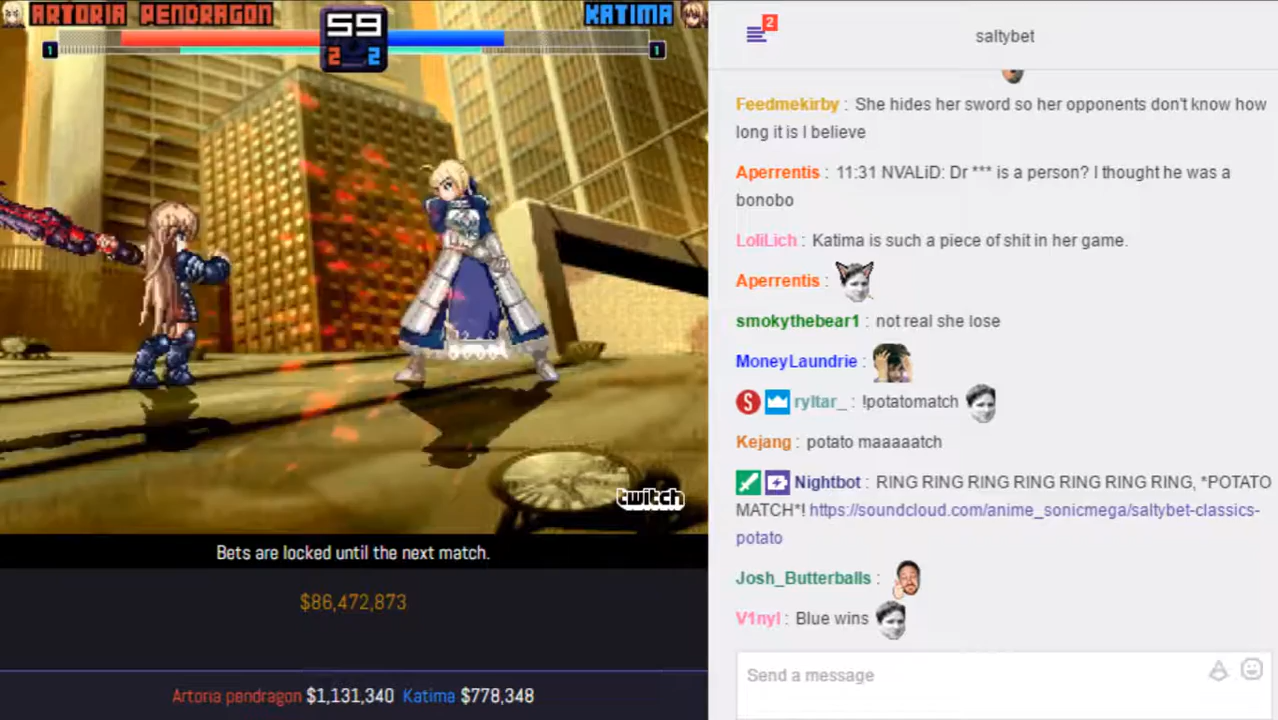 ARTORIA PENDRAGON
59
KATIMA
1
2 2
1
twitch
Bets are locked until the next match.
$86,472,873
Artoria pendragon $1,131,340 Katima $778,348
2
saltybet
Feedmekirby : She hides her sword so her opponents don't know how
long it is I believe
Aperrentis : 11:31 NVALiD: Dr *** is a person? I thought he was a
bonobo
LoliLich : Katima is such a piece of shit in her game.
Aperrentis :
smokythebear1 : not real she lose
MoneyLaundrie :
S ryltar_ : !potatomatch
Kejang : potato maaaaatch
Nightbot : RING RING RING RING RING RING RING, *POTATO
MATCH*! https://soundcloud.com/anime_sonicmega/saltybet-classics-
potato
Josh_Butterballs :
V1nyl : Blue wins
Send a message